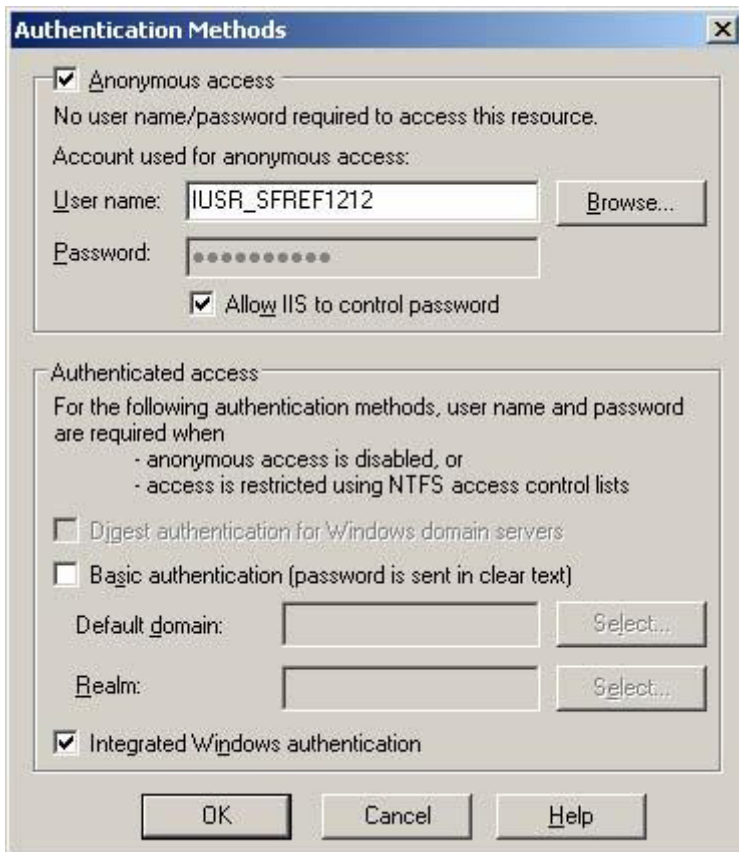 Authentication Methods
Anonymous access
No user name/password required to access this resource.
Account used for anonymous access:
User name: IUSR_SFREF1212 Browse...
Password: ●●●●●●●●●●
Allow IIS to control password
Authenticated access
For the following authentication methods, user name and password
are required when
- anonymous access is disabled, or
- access is restricted using NTFS access control lists
Digest authentication for Windows domain servers
Basic authentication (password is sent in clear text)
Default domain: Select...
Realm: Select...
Integrated Windows authentication
OK Cancel Help